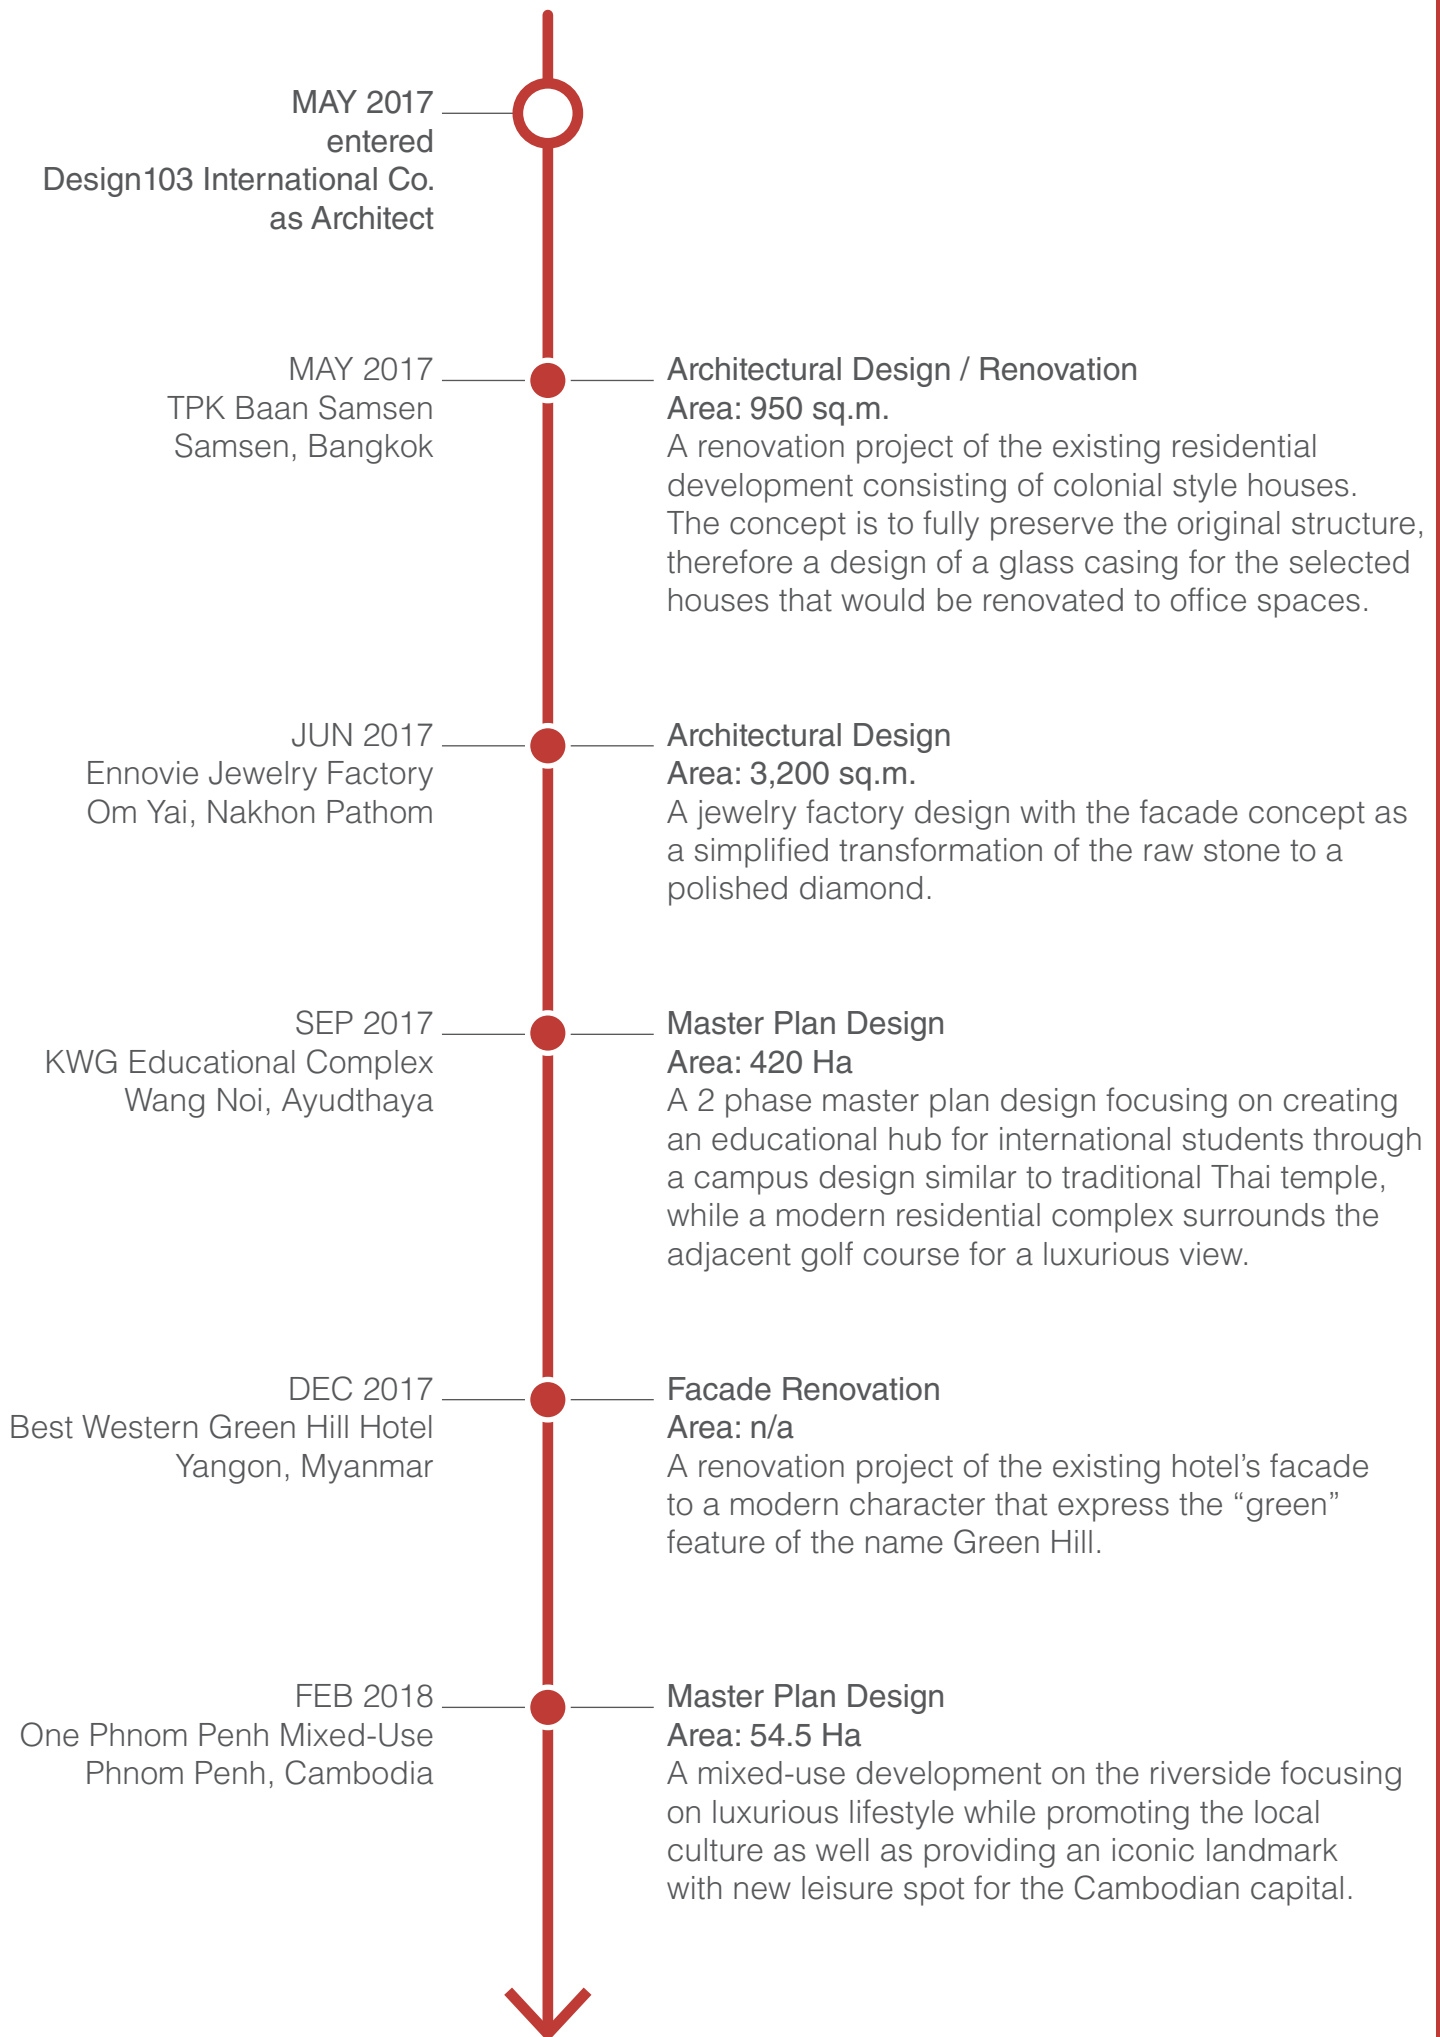 MAY 2017
entered
Design103 International Co.
as Architect
MAY 2017
TPK Baan Samsen
Samsen, Bangkok
Architectural Design / Renovation
Area: 950 sq.m.
A renovation project of the existing residential
development consisting of colonial style houses.
The concept is to fully preserve the original structure,
therefore a design of a glass casing for the selected
houses that would be renovated to office spaces.
JUN 2017
Ennovie Jewelry Factory
Om Yai, Nakhon Pathom
Architectural Design
Area: 3,200 sq.m.
A jewelry factory design with the facade concept as
a simplified transformation of the raw stone to a
polished diamond.
SEP 2017
KWG Educational Complex
Wang Noi, Ayudthaya
Master Plan Design
Area: 420 Ha
A 2 phase master plan design focusing on creating
an educational hub for international students through
a campus design similar to traditional Thai temple,
while a modern residential complex surrounds the
adjacent golf course for a luxurious view.
DEC 2017
Best Western Green Hill Hotel
Yangon, Myanmar
Facade Renovation
Area: n/a
A renovation project of the existing hotel’s facade
to a modern character that express the “green”
feature of the name Green Hill.
FEB 2018
One Phnom Penh Mixed-Use
Phnom Penh, Cambodia
Master Plan Design
Area: 54.5 Ha
A mixed-use development on the riverside focusing
on luxurious lifestyle while promoting the local
culture as well as providing an iconic landmark
with new leisure spot for the Cambodian capital.